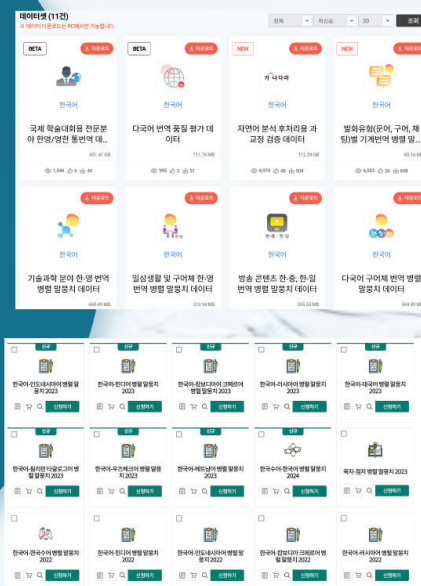 데이터셋 (11건)
※ 데이터 다운로드는 PC에서만 가능합니다.
전체 최신순 20 조회
BETA 다운로드 BETA 다운로드 NEW 다운로드 NEW 다운로드
가 나다라
한국어 한국어 한국어 한국어
국제 학술대회용 전문분 다국어 번역 품질 평가 데 자연어 분석 후처리용 과 발화유형(문어, 구어, 채
야 한영/영한 통번역 데... 이터 교정 검증 데이터 팅)별 기계번역 병렬 말...
다운로드 다운로드 다운로드 다운로드
한국어 한국어 한국어 한국어
기술과학 분야 한-영 번역 일상생활 및 구어체 한-영 방송 콘텐츠 한-중, 한-일 다국어 구어체 번역 병렬
병렬 말뭉치 데이터 번역 병렬 말뭉치 데이터 번역 병렬 말뭉치 데이터 말뭉치 데이터
신규 신규 신규 신규 신규
한국어-인도네시아어 병렬 말 한국어-힌디어 병렬 말뭉치 한국어-캄보디아어(크메르어) 한국어-러시아어 병렬 말뭉치 한국어-태국어 병렬 말뭉치
뭉치 2023 2023 병렬 말뭉치 2023 2023 2023
신청하기 신청하기 신청하기 신청하기 신청하기
신규 신규 신규 신규
한국어-필리핀 타갈로그어 병 한국어-우즈베크어 병렬 말뭉 한국어-베트남어 병렬 말뭉치 한국수어-한국어 병렬 말뭉치 묵자-점자 병렬 말뭉치 2023
렬 말뭉치 2023 치 2023 2023 2024
신청하기 신청하기 신청하기 신청하기 신청하기
한국어-한국수어 병렬 말뭉치 한국어-힌디어 병렬 말뭉치 한국어-인도네시아어 병렬 말 한국어-캄보디아 크메르어 병 한국어-러시아어 병렬 말뭉치
2022 2022 뭉치 2022 렬 말뭉치 2022 2022
신청하기 신청하기 신청하기 신청하기 신청하기